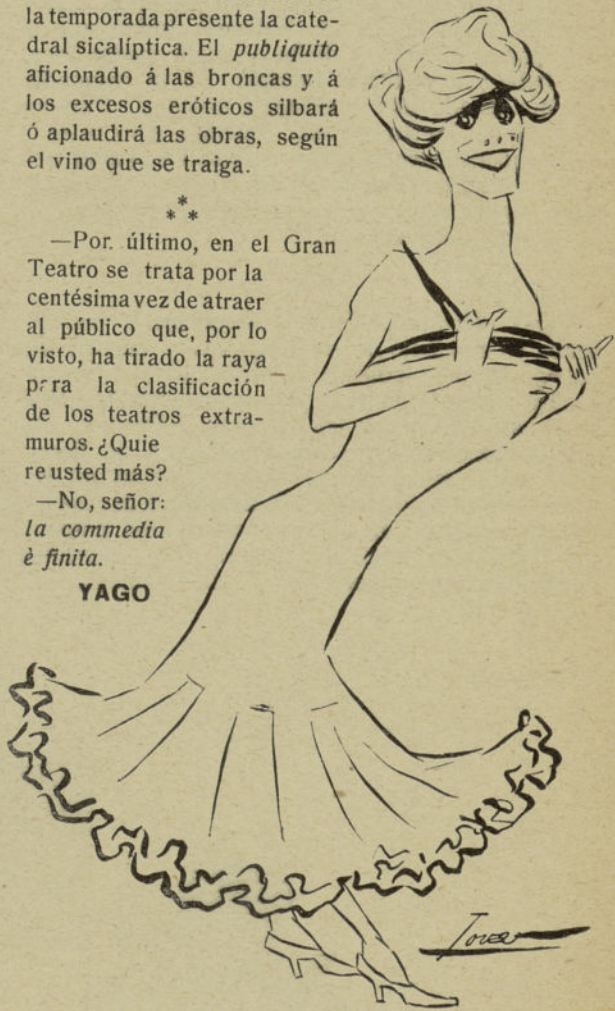 la temporada presente la cate-
dral sicalíptica. El publiquito
aficionado á las broncas y á
los excesos eróticos silbará
ó aplaudirá las obras, según
el vino que se traiga.
*
* *
—Por. último, en el Gran
Teatro se trata por la
centésima vez de atraer
al público que, por lo
visto, ha tirado la raya
para la clasificación
de los teatros extra-
muros. ¿Quie
re usted más?
—No, señor:
la commedia
è finita.
YAGO